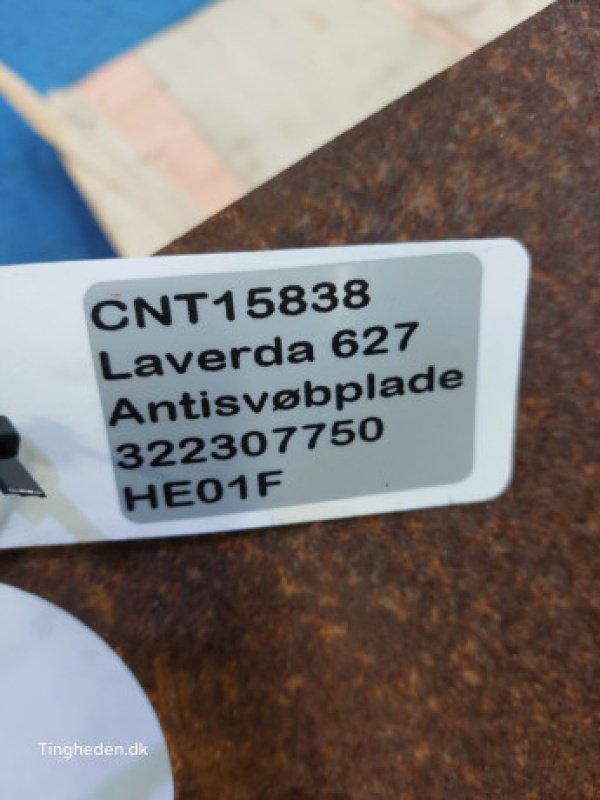 CNT15838
Laverda 627
Antisvøbplade
322307750
HE01F
Tingheden.dk